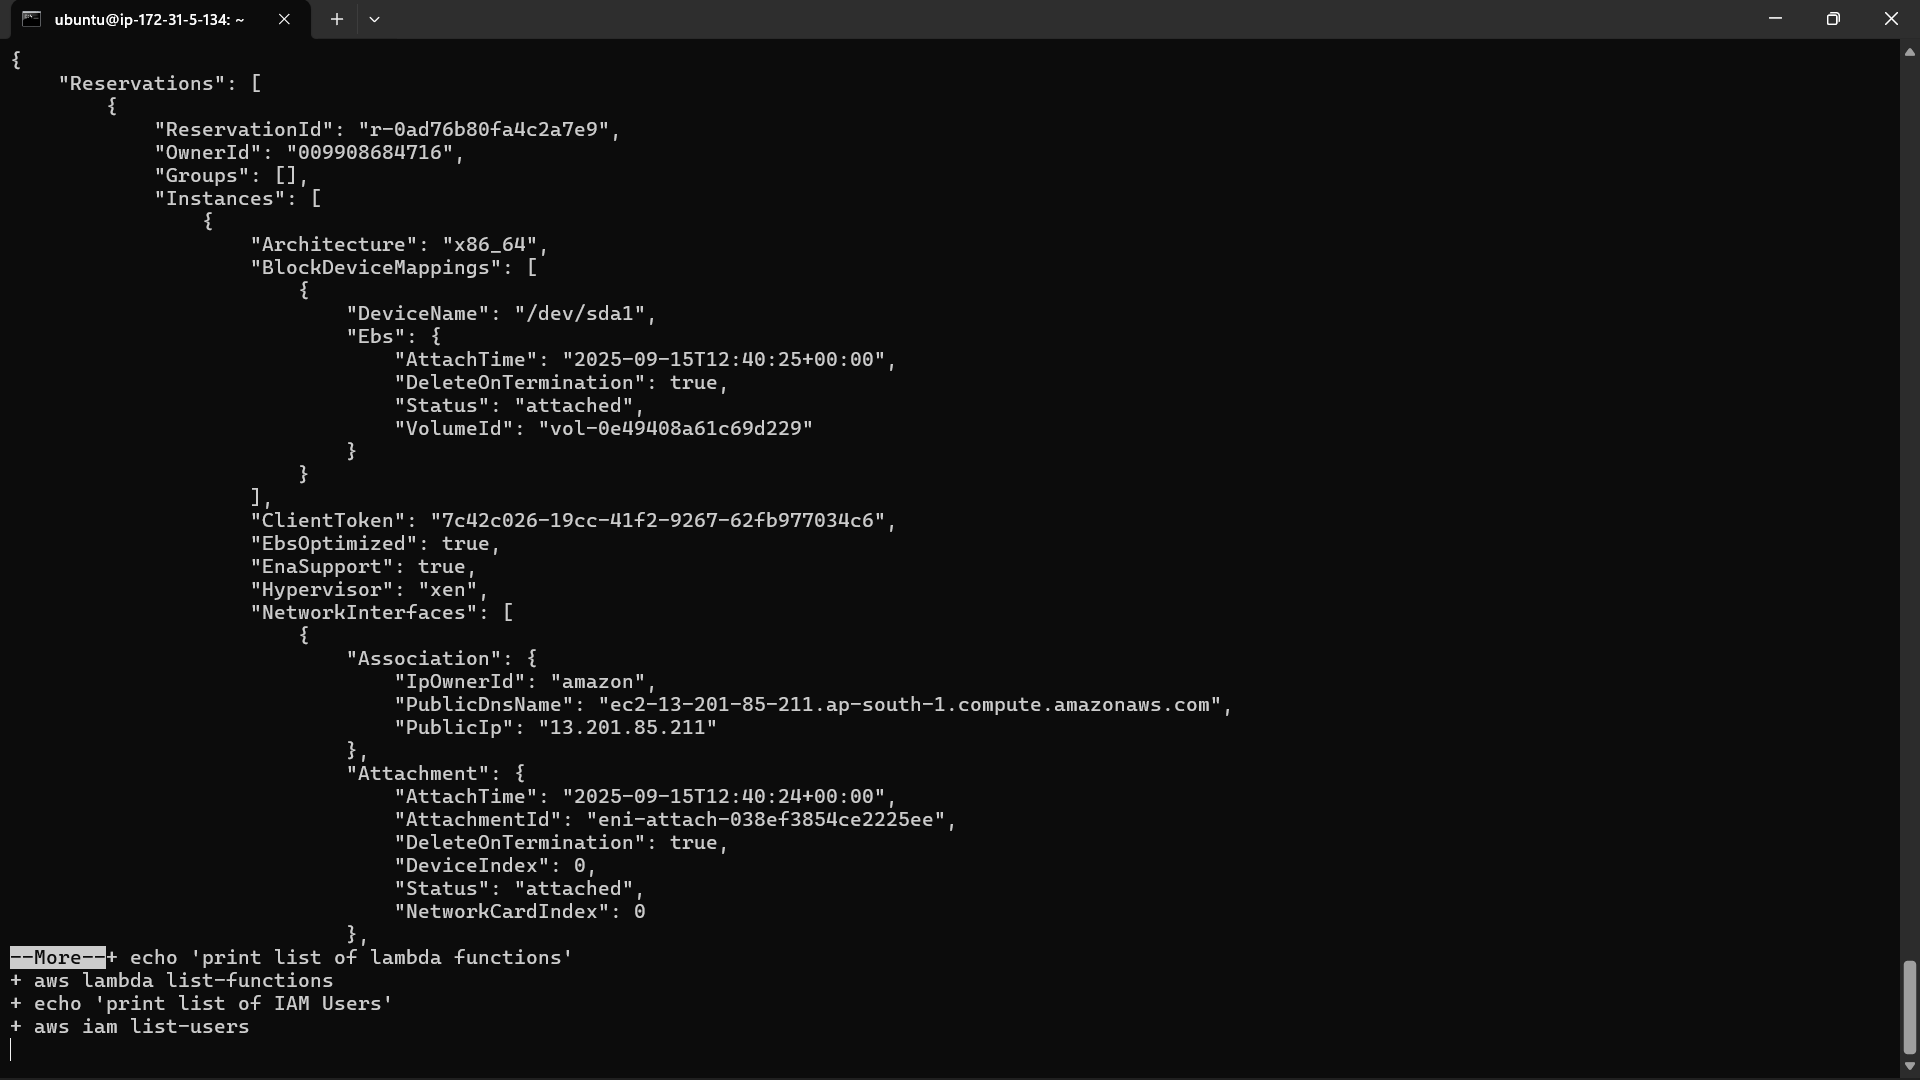 ubuntu@ip-172-31-5-134: ~
{
    "Reservations": [
        {
            "ReservationId": "r-0ad76b80fa4c2a7e9",
            "OwnerId": "009908684716",
            "Groups": [],
            "Instances": [
                {
                    "Architecture": "x86_64",
                    "BlockDeviceMappings": [
                        {
                            "DeviceName": "/dev/sda1",
                            "Ebs": {
                                "AttachTime": "2025-09-15T12:40:25+00:00",
                                "DeleteOnTermination": true,
                                "Status": "attached",
                                "VolumeId": "vol-0e49408a61c69d229"
                            }
                        }
                    ],
                    "ClientToken": "7c42c026-19cc-41f2-9267-62fb977034c6",
                    "EbsOptimized": true,
                    "EnaSupport": true,
                    "Hypervisor": "xen",
                    "NetworkInterfaces": [
                        {
                            "Association": {
                                "IpOwnerId": "amazon",
                                "PublicDnsName": "ec2-13-201-85-211.ap-south-1.compute.amazonaws.com",
                                "PublicIp": "13.201.85.211"
                            },
                            "Attachment": {
                                "AttachTime": "2025-09-15T12:40:24+00:00",
                                "AttachmentId": "eni-attach-038ef3854ce2225ee",
                                "DeleteOnTermination": true,
                                "DeviceIndex": 0,
                                "Status": "attached",
                                "NetworkCardIndex": 0
                            },
--More--+ echo 'print list of lambda functions'
+ aws lambda list-functions
+ echo 'print list of IAM Users'
+ aws iam list-users